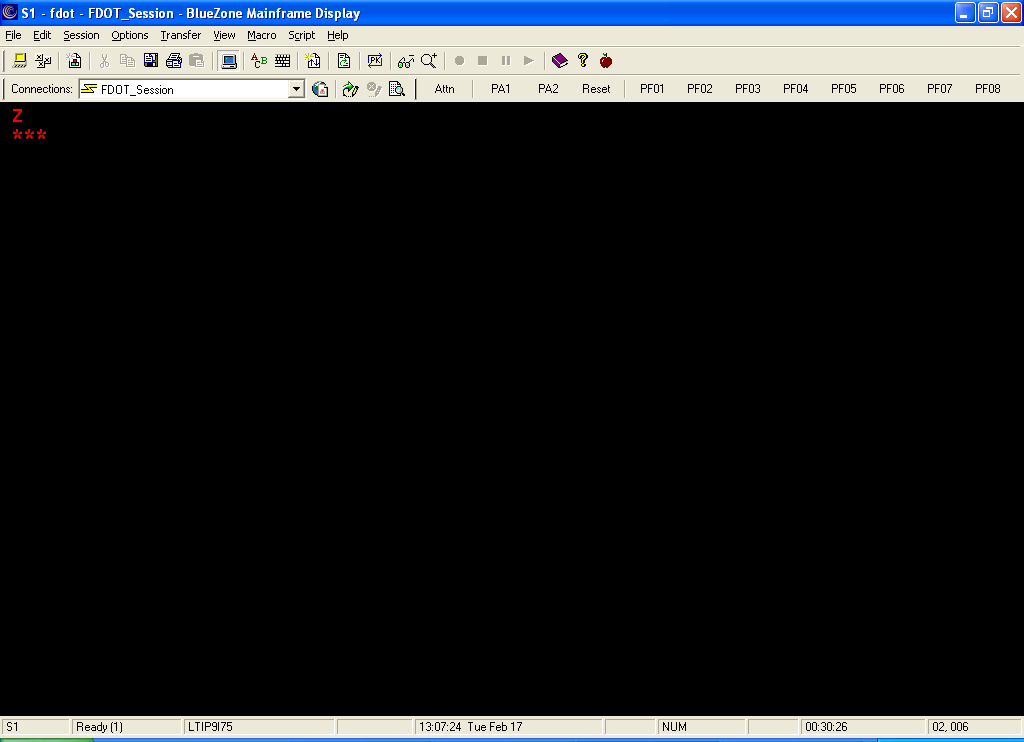 S1 - fdot - FDOT_Session - BlueZone Mainframe Display
File Edit Session Options Transfer View Macro Script Help
Connections: FDOT_Session Attn PA1 PA2 Reset PF01 PF02 PF03 PF04 PF05 PF06 PF07 PF08
Z
***
S1 Ready (1) LTIP9I75 13:07:24 Tue Feb 17 NUM 00:30:26 02, 006